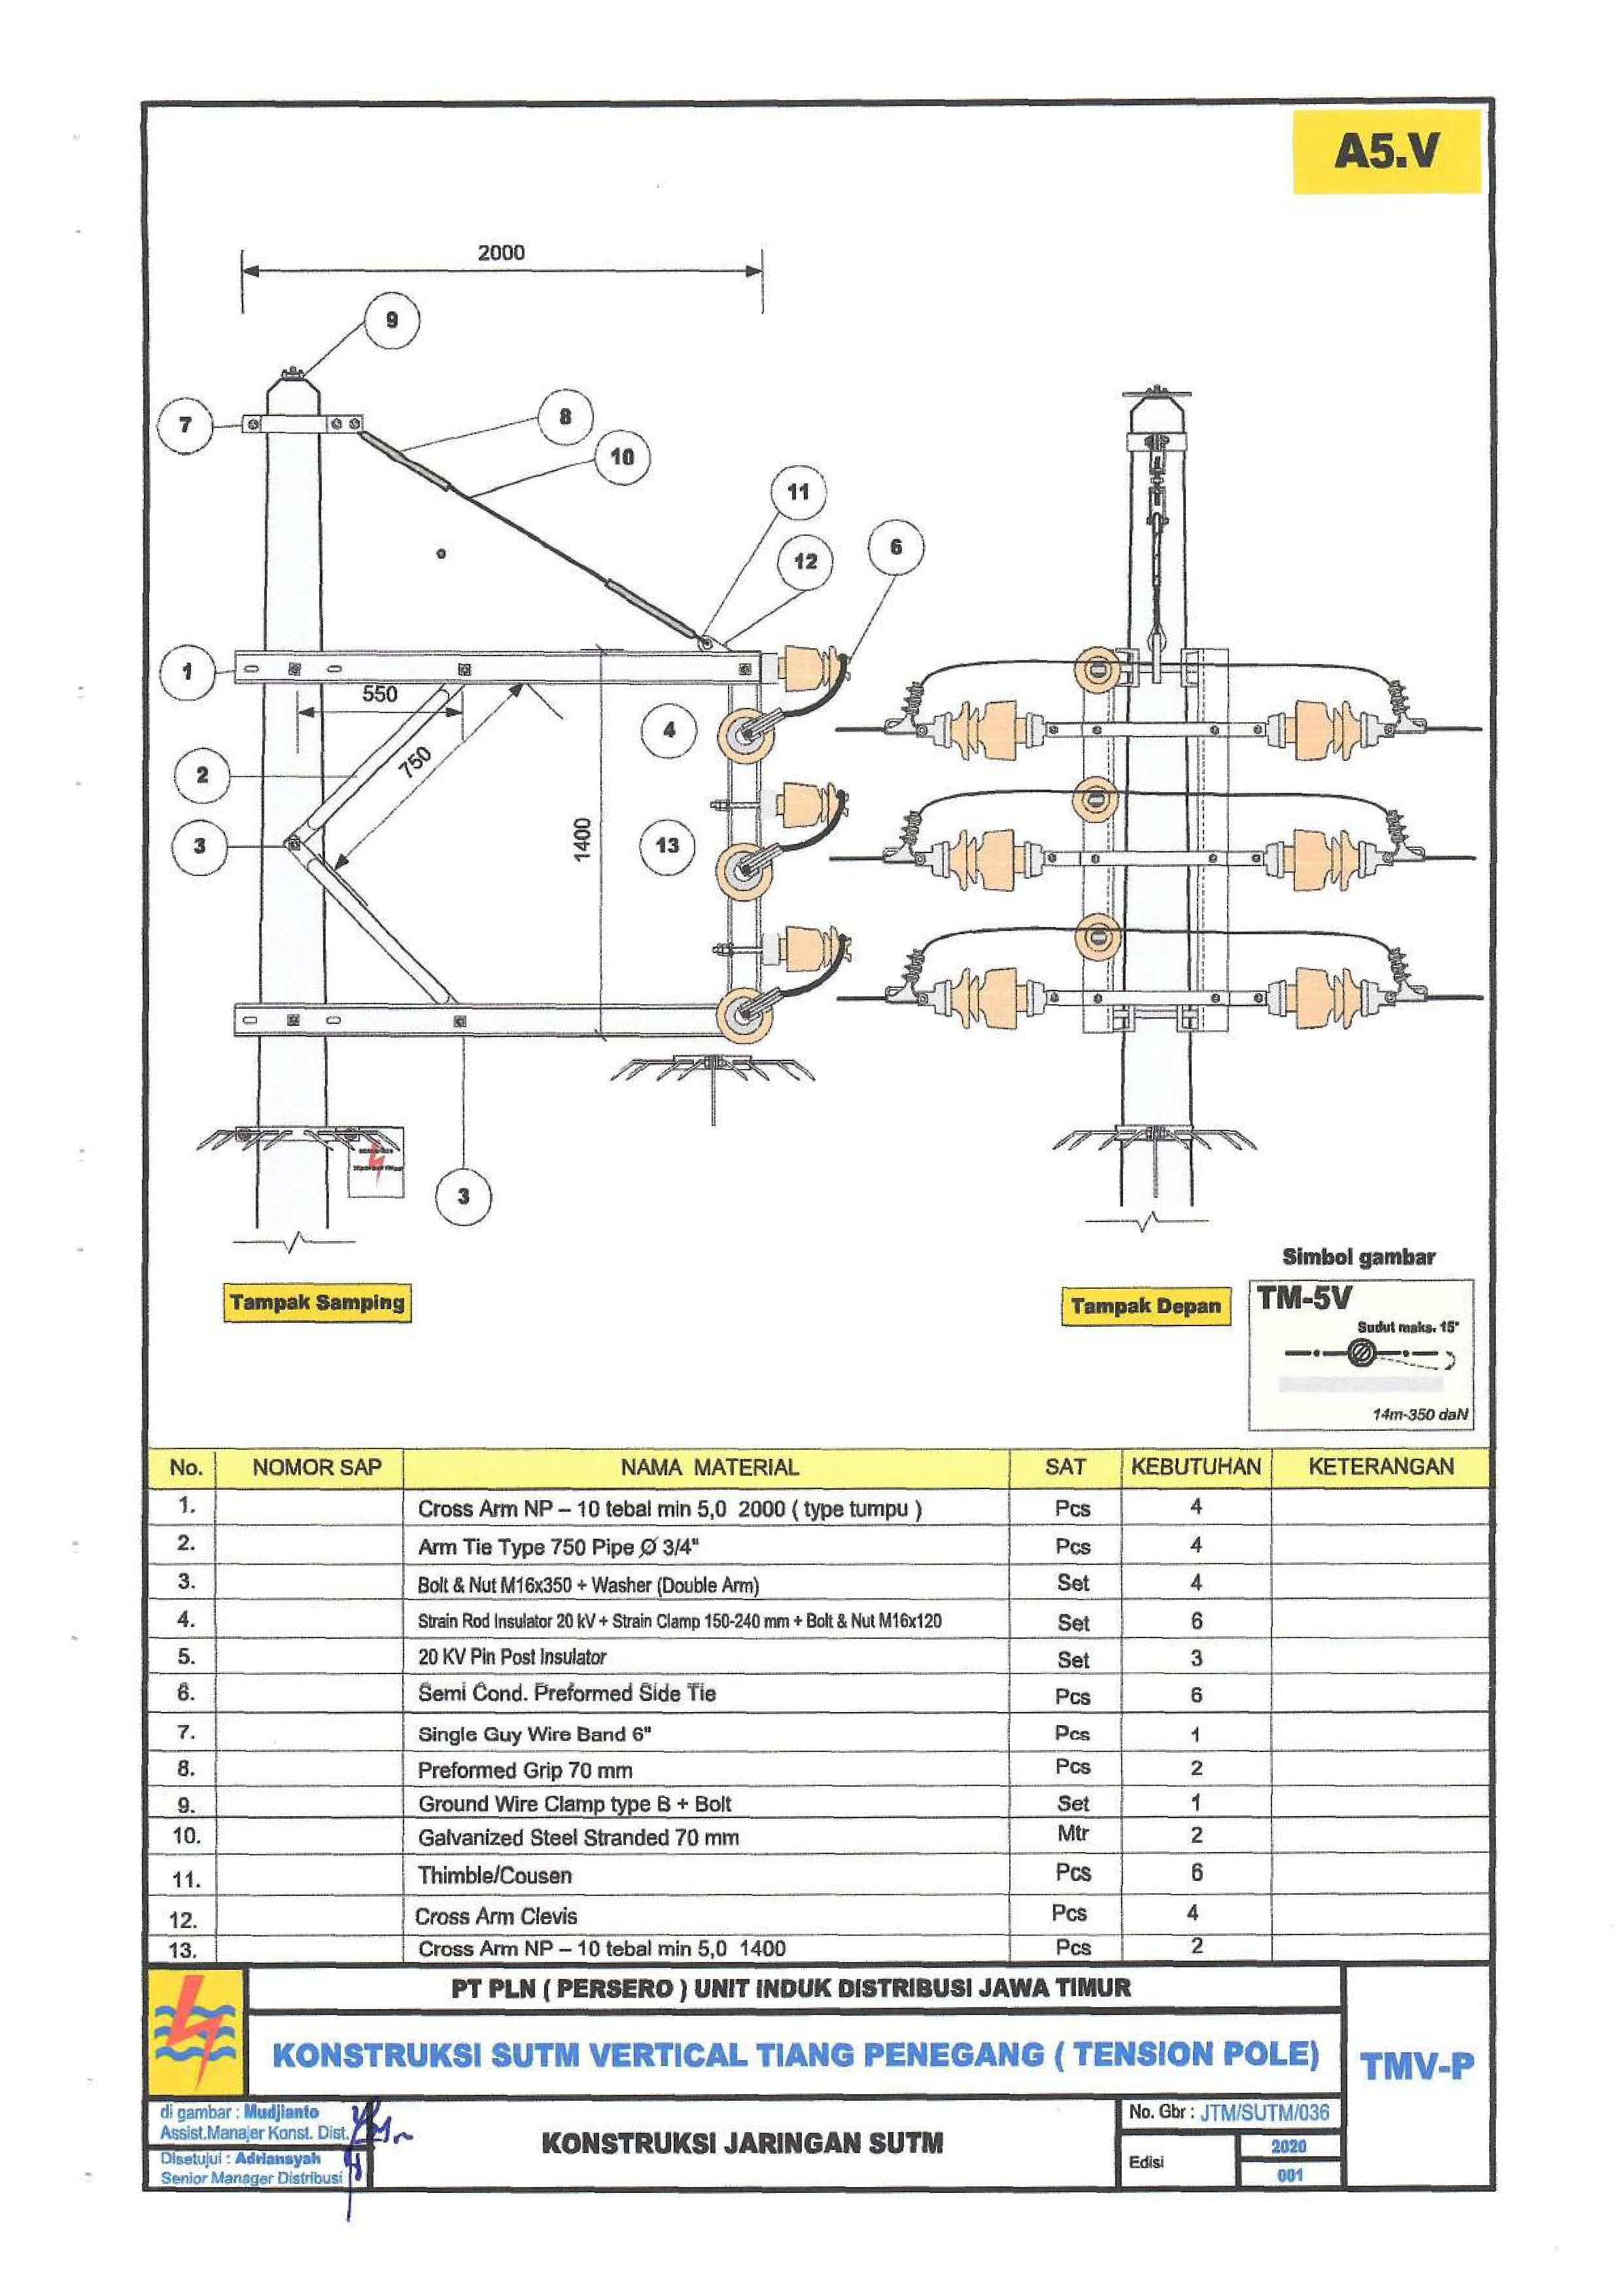 A5.V
2000
9
7
8
10
11
12
6
1
550
4
2
750
3
1400
13
3
Tampak Samping
Tampak Depan
Simbol gambar
TM-5V
Sudut maks. 15°
14m-350 daN
No. NOMOR SAP NAMA MATERIAL SAT KEBUTUHAN KETERANGAN
1. Cross Arm NP – 10 tebal min 5,0 2000 ( type tumpu ) Pcs 4
2. Arm Tie Type 750 Pipe Ø 3/4" Pcs 4
3. Bolt & Nut M16x350 + Washer (Double Arm) Set 4
4. Strain Rod Insulator 20 kV + Strain Clamp 150-240 mm + Bolt & Nut M16x120 Set 6
5. 20 KV Pin Post Insulator Set 3
6. Semi Cond. Preformed Side Tie Pcs 6
7. Single Guy Wire Band 6" Pcs 1
8. Preformed Grip 70 mm Pcs 2
9. Ground Wire Clamp type B + Bolt Set 1
10. Galvanized Steel Stranded 70 mm Mtr 2
11. Thimble/Cousen Pcs 6
12. Cross Arm Clevis Pcs 4
13. Cross Arm NP – 10 tebal min 5,0 1400 Pcs 2
PT PLN ( PERSERO ) UNIT INDUK DISTRIBUSI JAWA TIMUR
KONSTRUKSI SUTM VERTICAL TIANG PENEGANG ( TENSION POLE)
TMV-P
di gambar : Mudjianto
Assist.Manajer Konst. Dist.
Disetujui : Adriansyah
Senior Manager Distribusi
KONSTRUKSI JARINGAN SUTM
No. Gbr : JTM/SUTM/036
Edisi
2020
001